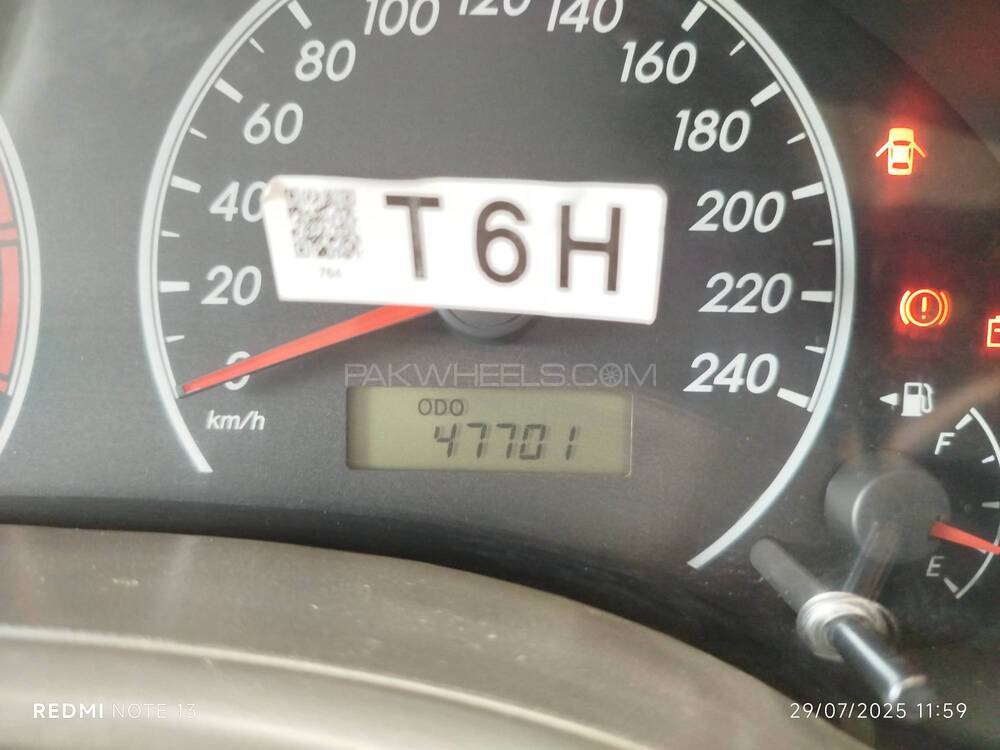 100 120 140
80 160
60 180
40 200
20 220
0 240
km/h
T 6 H
764
PAKWHEELS.COM
ODO
47701
F
E
REDMI NOTE 13
29/07/2025 11:59